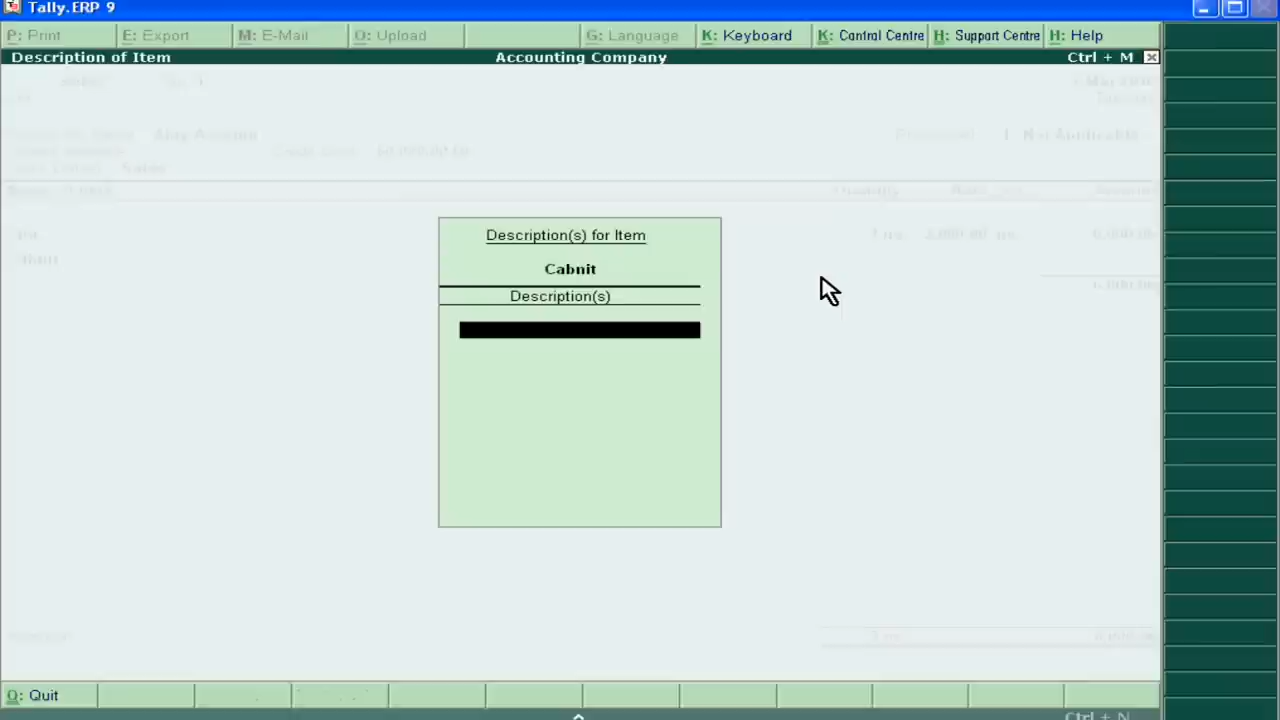 Tally.ERP 9
P: Print E: Export M: E-Mail O: Upload G: Language K: Keyboard K: Control Centre H: Support Centre H: Help
Description of Item Accounting Company Ctrl + M
Description(s) for Item
Cabnit
Description(s)
Q: Quit
Ctrl + N